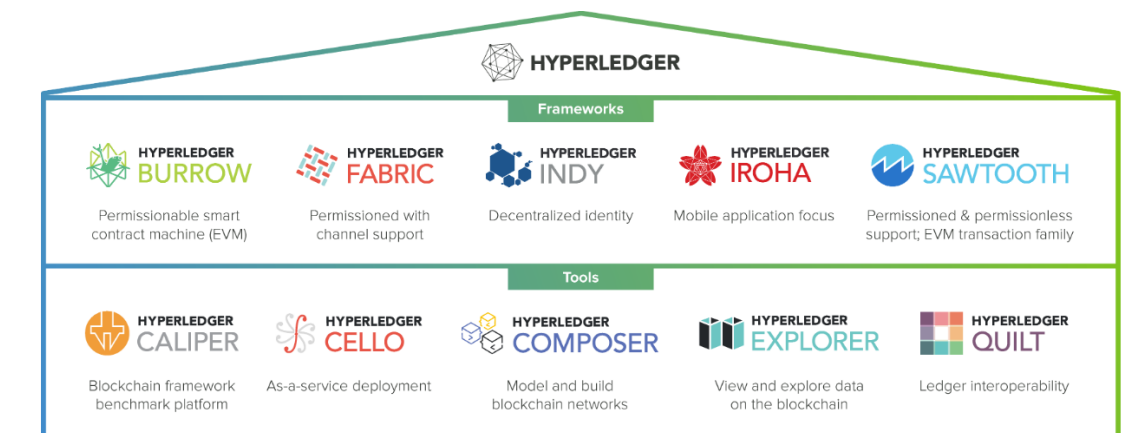 HYPERLEDGER
Frameworks
HYPERLEDGER
BURROW
Permissionable smart
contract machine (EVM)
HYPERLEDGER
FABRIC
Permissioned with
channel support
HYPERLEDGER
INDY
Decentralized identity
HYPERLEDGER
IROHA
Mobile application focus
HYPERLEDGER
SAWTOOTH
Permissioned & permissionless
support; EVM transaction family
Tools
HYPERLEDGER
CALIPER
Blockchain framework
benchmark platform
HYPERLEDGER
CELLO
As-a-service deployment
HYPERLEDGER
COMPOSER
Model and build
blockchain networks
HYPERLEDGER
EXPLORER
View and explore data
on the blockchain
HYPERLEDGER
QUILT
Ledger interoperability